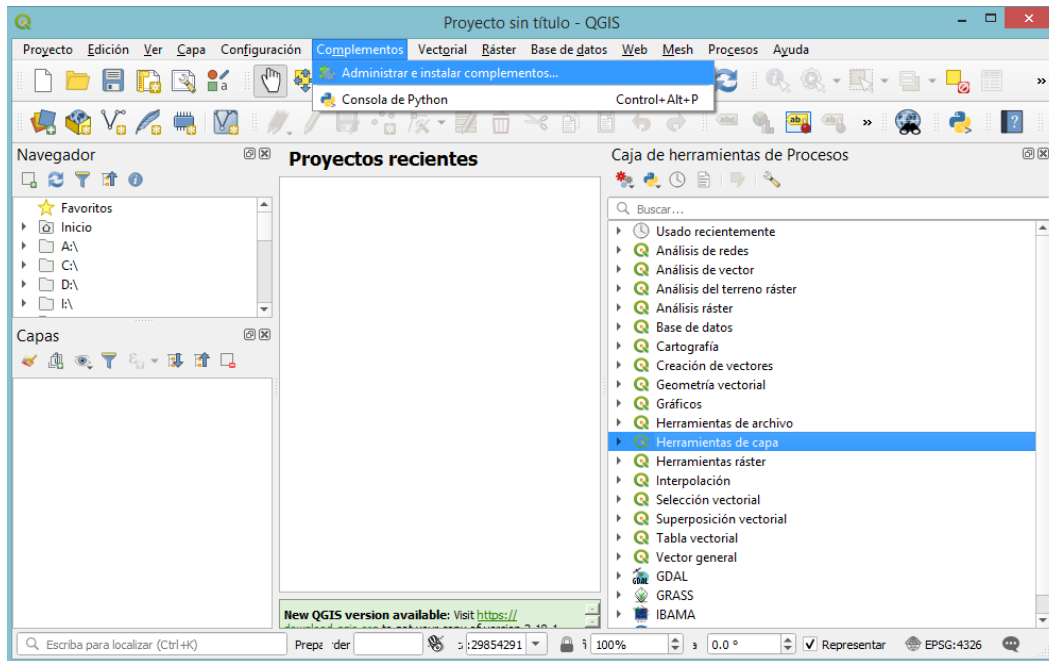 Proyecto sin título - QGIS
Proyecto Edición Ver Capa Configuración Complementos Vectorial Ráster Base de datos Web Mesh Procesos Ayuda
Administrar e instalar complementos...
Consola de Python Control+Alt+P
Navegador
Favoritos
Inicio
A:\
C:\
D:\
I:\
Capas
Proyectos recientes
New QGIS version available: Visit https://
Caja de herramientas de Procesos
Buscar...
Usado recientemente
Análisis de redes
Análisis de vector
Análisis del terreno ráster
Análisis ráster
Base de datos
Cartografía
Creación de vectores
Geometría vectorial
Gráficos
Herramientas de archivo
Herramientas de capa
Herramientas ráster
Interpolación
Selección vectorial
Superposición vectorial
Tabla vectorial
Vector general
GDAL
GRASS
IBAMA
Escriba para localizar (Ctrl+K) Prepa der :29854291 100% 0.0 ° Representar EPSG:4326